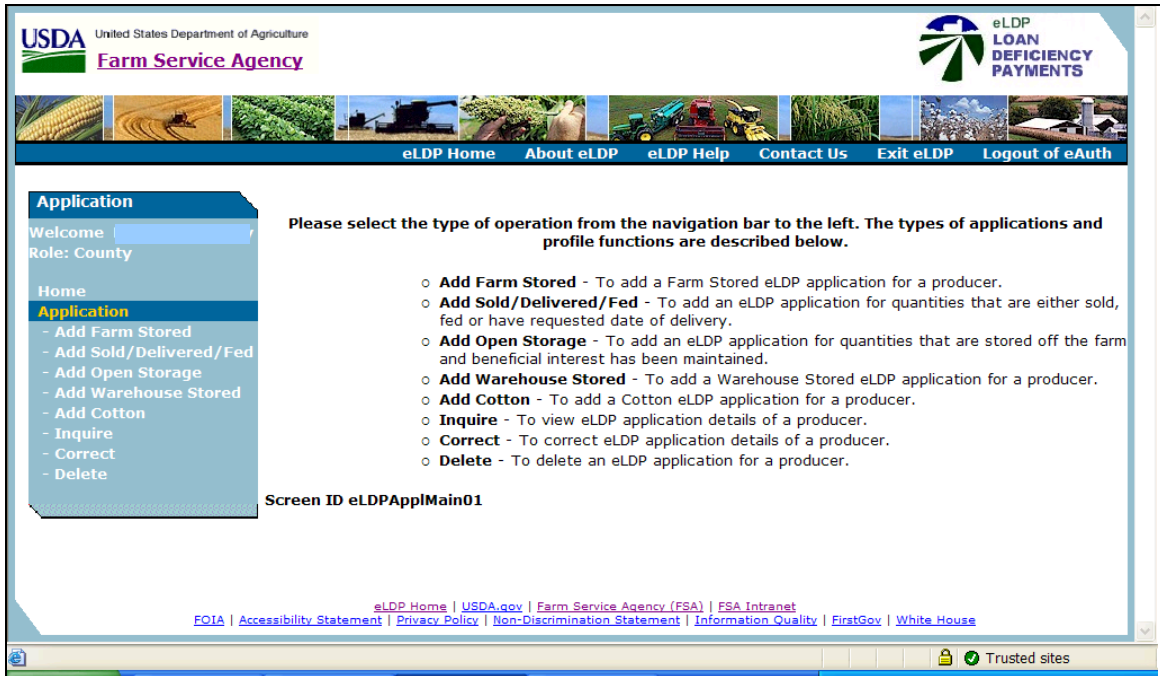 USDA United States Department of Agriculture
Farm Service Agency
eLDP
LOAN
DEFICIENCY
PAYMENTS
eLDP Home About eLDP eLDP Help Contact Us Exit eLDP Logout of eAuth
Application
Welcome
Role: County
Home
Application
- Add Farm Stored
- Add Sold/Delivered/Fed
- Add Open Storage
- Add Warehouse Stored
- Add Cotton
- Inquire
- Correct
- Delete
Please select the type of operation from the navigation bar to the left. The types of applications and
profile functions are described below.
o Add Farm Stored - To add a Farm Stored eLDP application for a producer.
o Add Sold/Delivered/Fed - To add an eLDP application for quantities that are either sold,
fed or have requested date of delivery.
o Add Open Storage - To add an eLDP application for quantities that are stored off the farm
and beneficial interest has been maintained.
o Add Warehouse Stored - To add a Warehouse Stored eLDP application for a producer.
o Add Cotton - To add a Cotton eLDP application for a producer.
o Inquire - To view eLDP application details of a producer.
o Correct - To correct eLDP application details of a producer.
o Delete - To delete an eLDP application for a producer.
Screen ID eLDPApplMain01
eLDP Home | USDA.gov | Farm Service Agency (FSA) | FSA Intranet
FOIA | Accessibility Statement | Privacy Policy | Non-Discrimination Statement | Information Quality | FirstGov | White House
Trusted sites